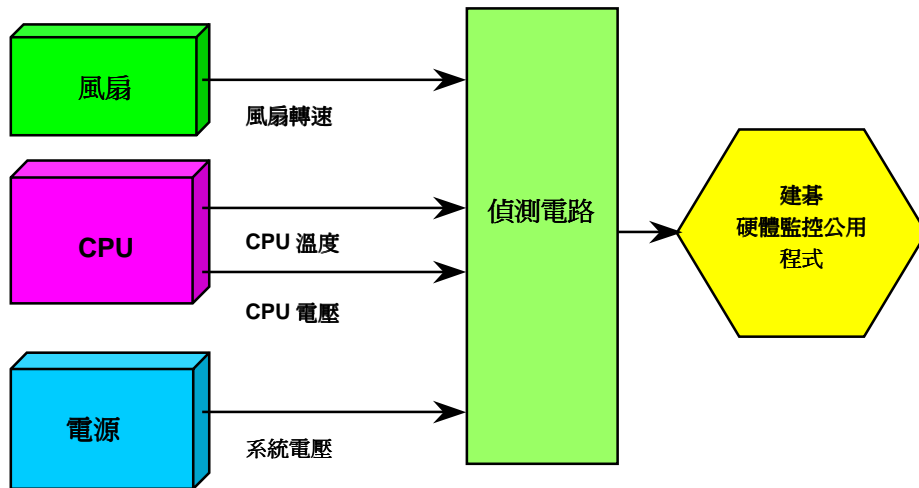 風扇
風扇轉速
CPU
CPU 溫度
CPU 電壓
電源
系統電壓
偵測電路
建碁
硬體監控公用
程式